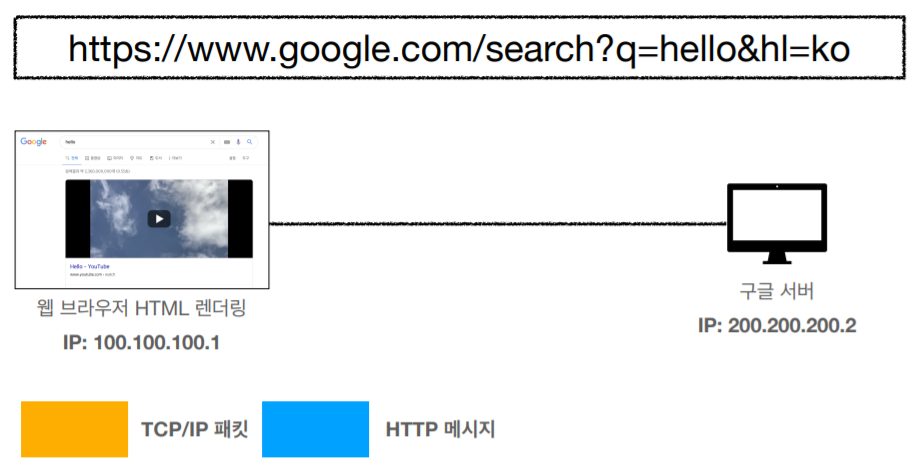 https://www.google.com/search?q=hello&hl=ko
Google
hello
Hello - YouTube
www.youtube.com › search
웹 브라우저 HTML 렌더링
IP: 100.100.100.1
구글 서버
IP: 200.200.200.2
TCP/IP 패킷
HTTP 메시지